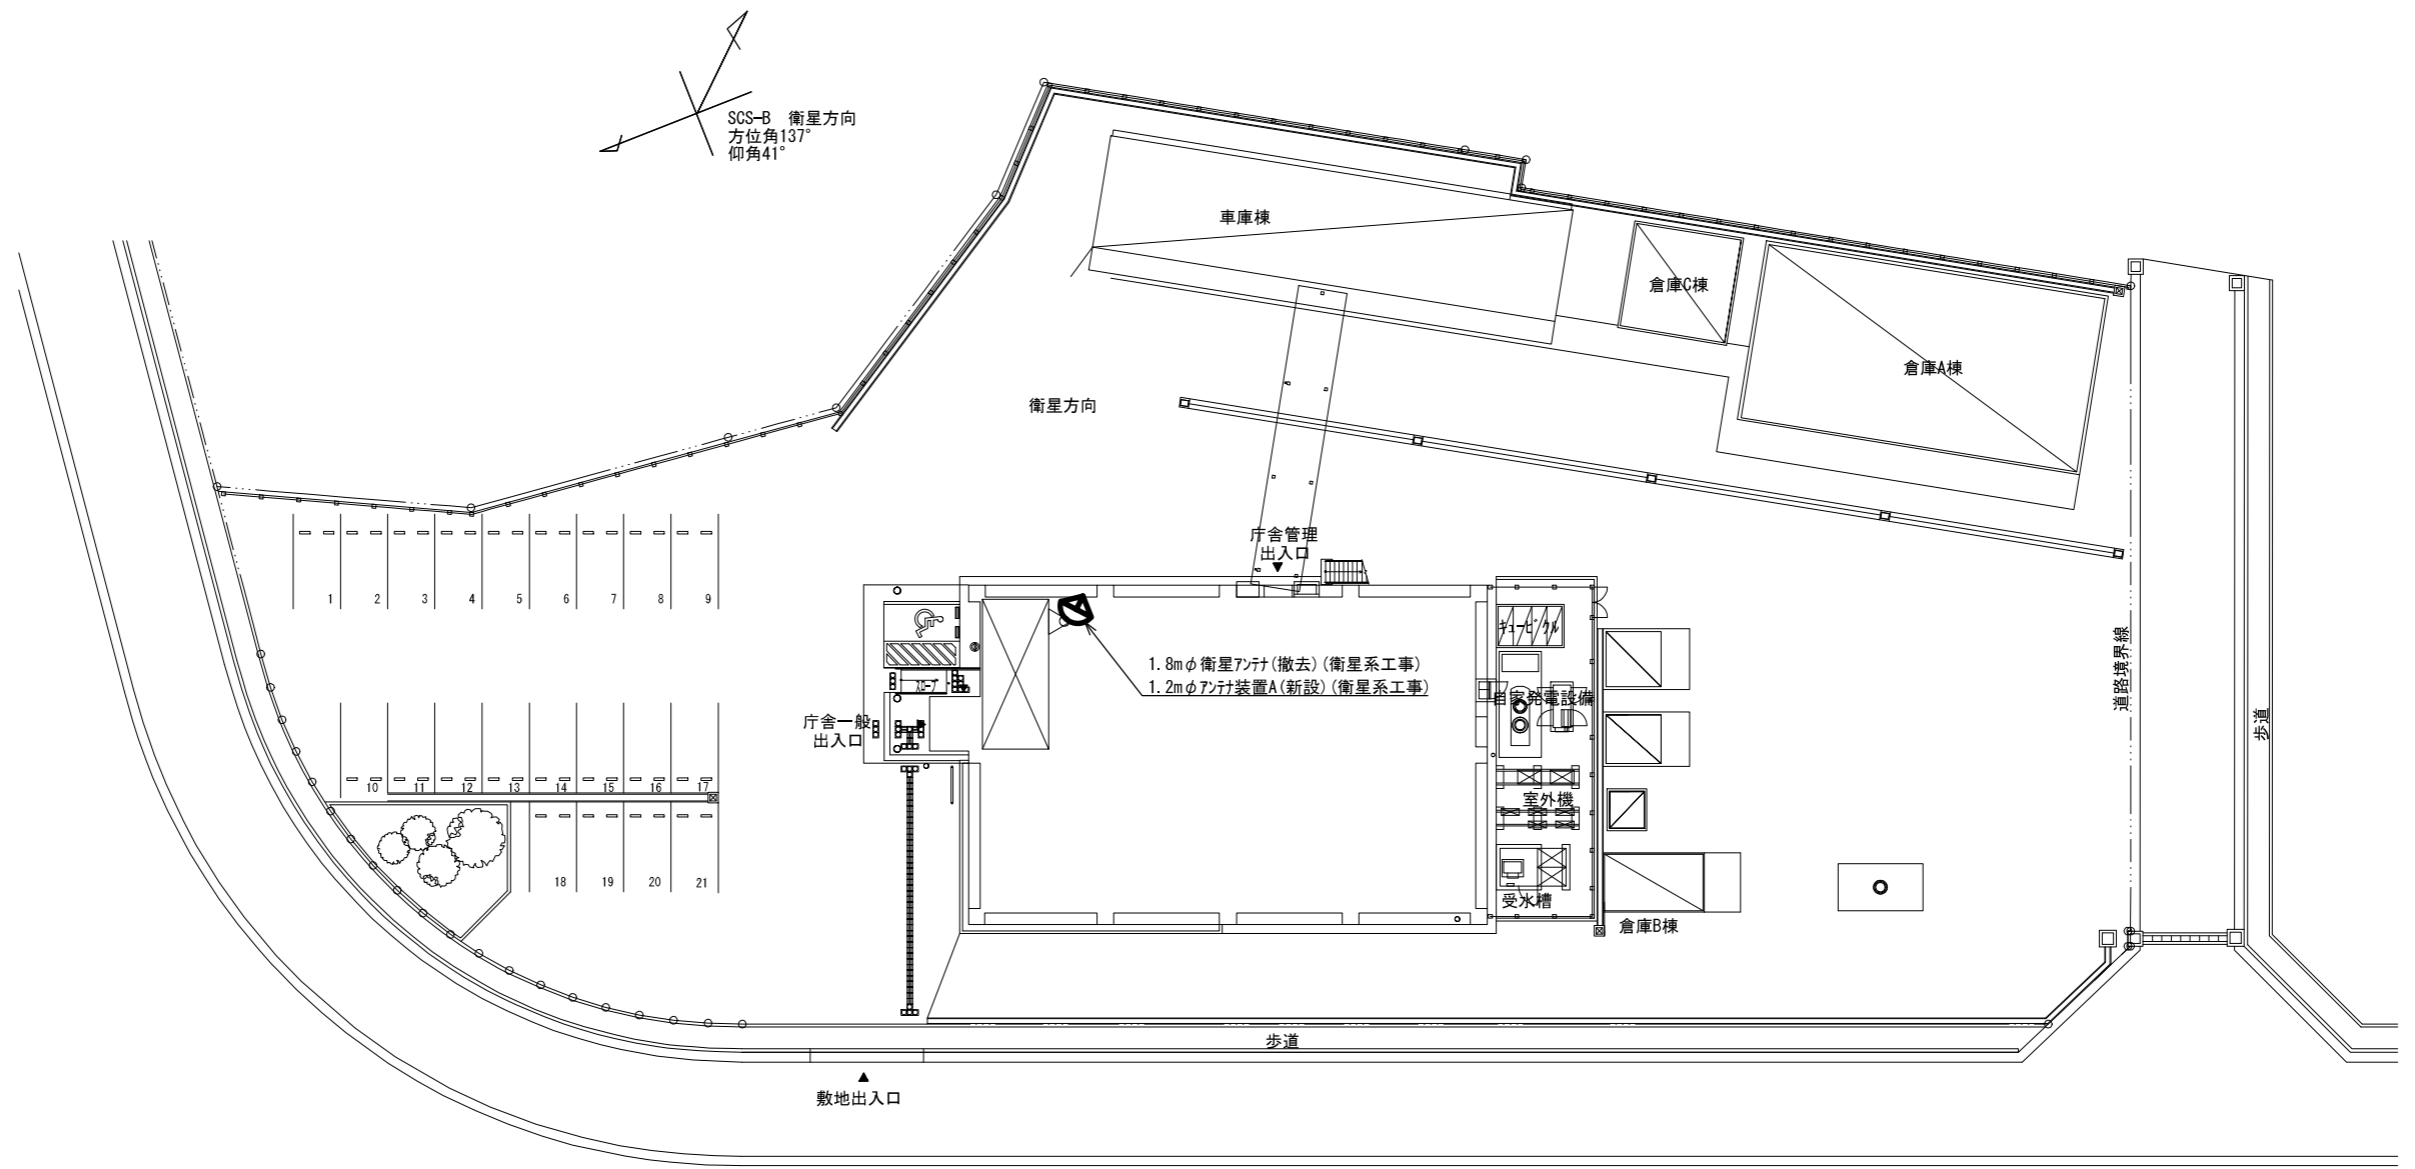 SCS-B　衛星方向
方位角137°
仰角41°
車庫棟
倉庫C棟
倉庫A棟
衛星方向
庁舎管理
出入口
1 2 3 4 5 6 7 8 9
キュービクル
1.8mφ衛星アンテナ(撤去)(衛星系工事)
1.2mφアンテナ装置A(新設)(衛星系工事)
スロープ
自家発電設備
道路境界線
歩道
庁舎一般
出入口
10 11 12 13 14 15 16 17
室外機
18 19 20 21
受水槽
倉庫B棟
歩道
敷地出入口